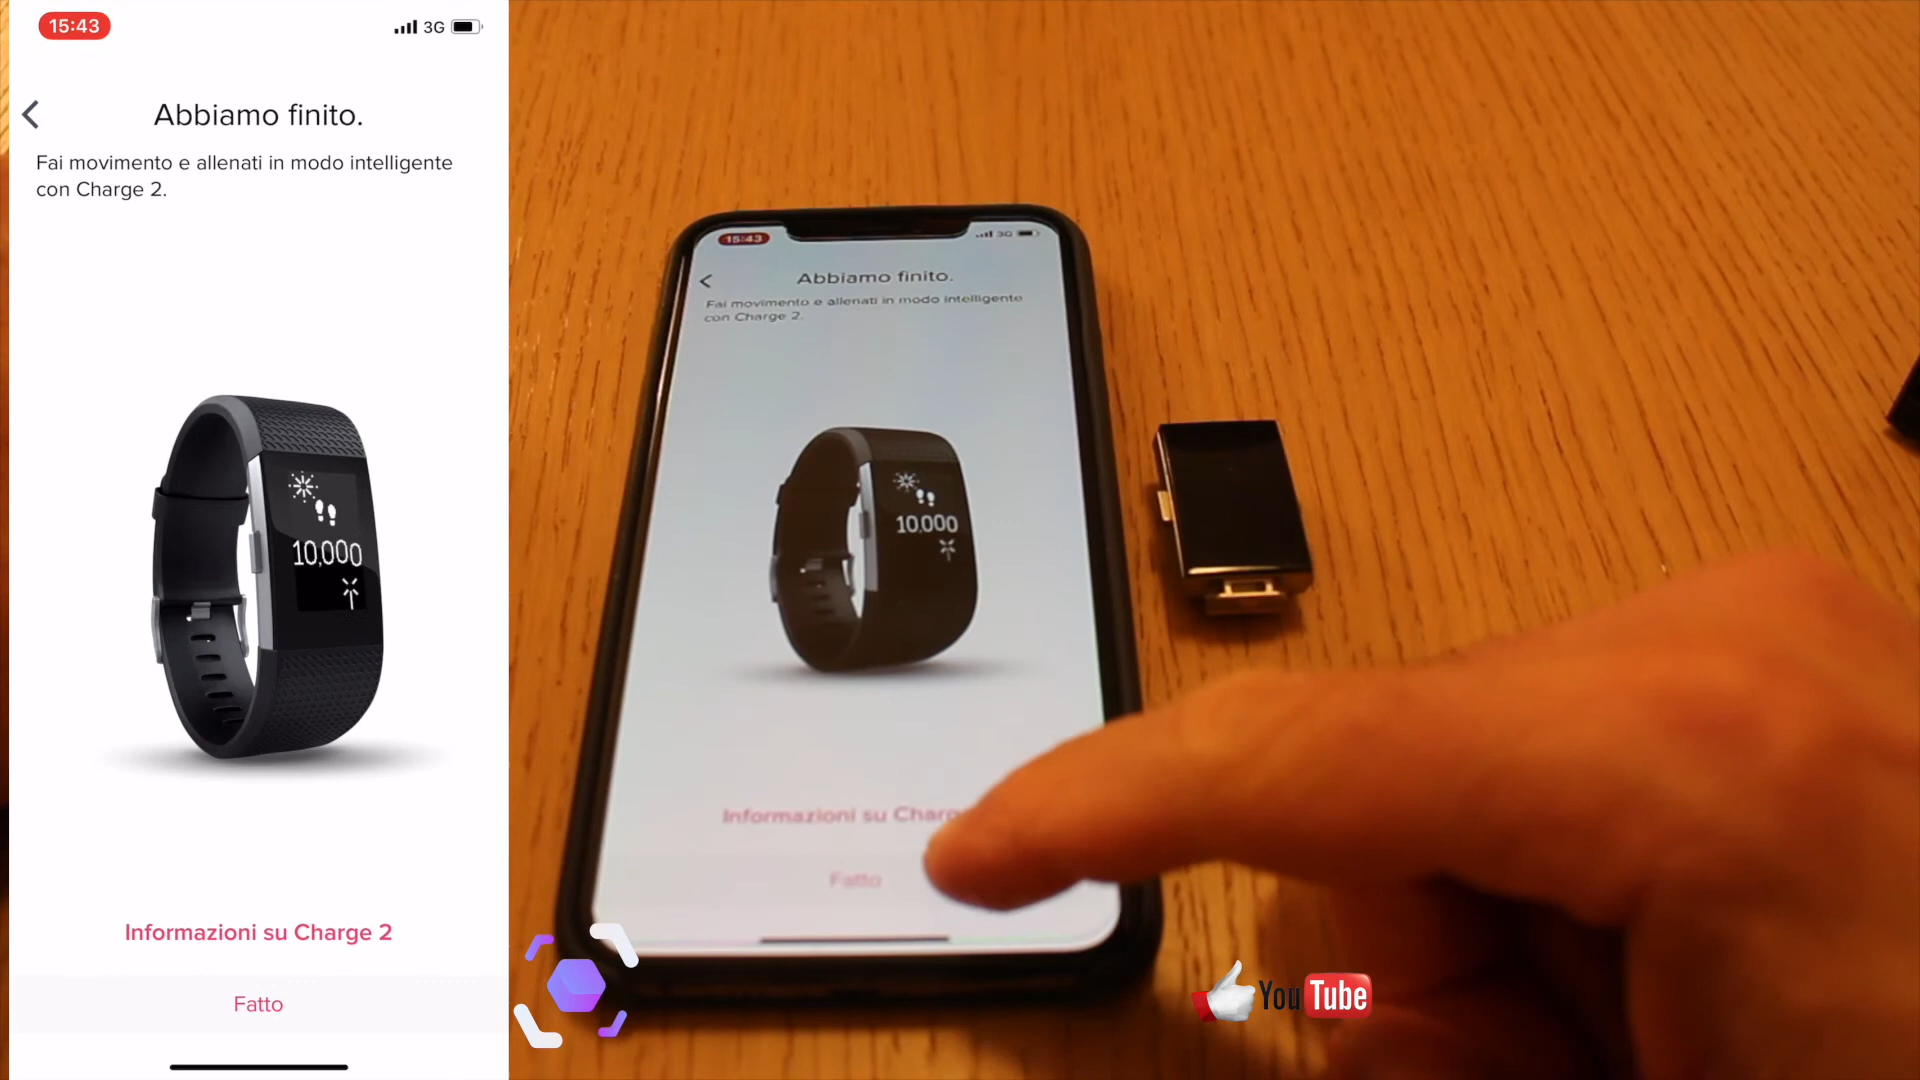 15:43
3G
Abbiamo finito.
Fai movimento e allenati in modo intelligente
con Charge 2.
10,000
Informazioni su Charge 2
Fatto
15:43
3G
Abbiamo finito.
Fai movimento e allenati in modo intelligente
con Charge 2.
10,000
Informazioni su Charg
Fatto
YouTube